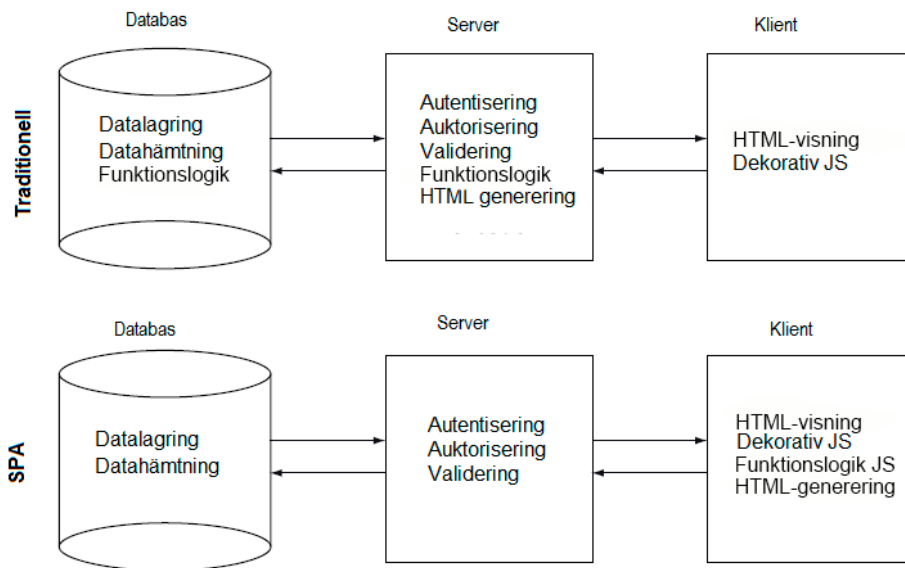 Databas
Server
Klient
Traditionell
Datalagring
Datahämtning
Funktionslogik
Autentisering
Auktorisering
Validering
Funktionslogik
HTML generering
HTML-visning
Dekorativ JS
Databas
Server
Klient
SPA
Datalagring
Datahämtning
Autentisering
Auktorisering
Validering
HTML-visning
Dekorativ JS
Funktionslogik JS
HTML-generering